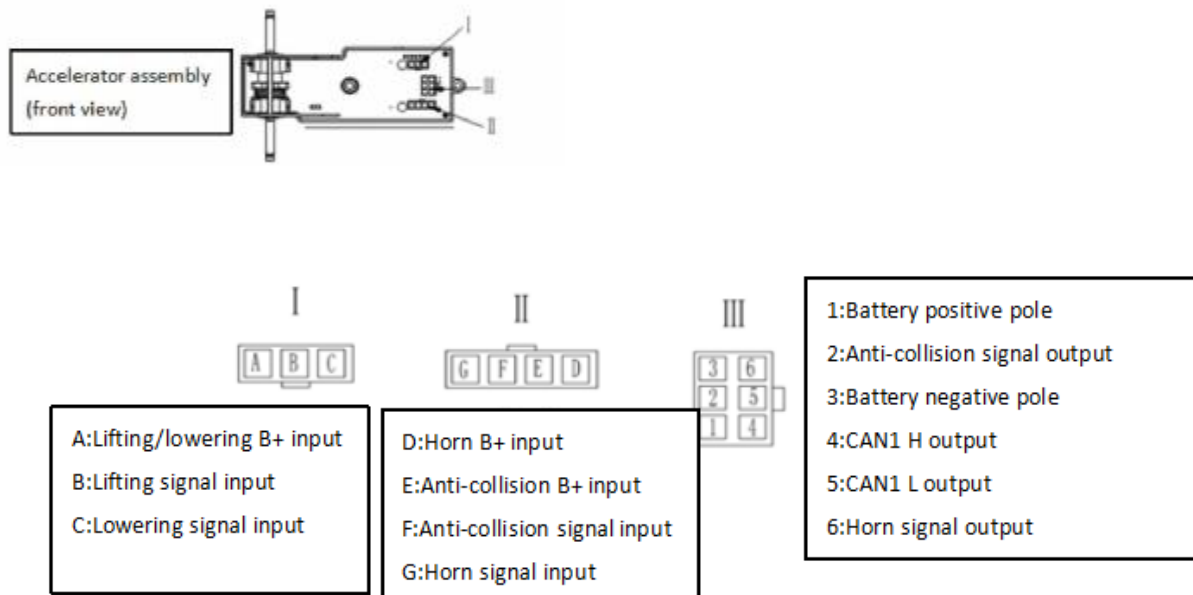 Accelerator assembly
(front view)
I
III
II
I
II
III
A B C
G F E D
3 6
2 5
1 4
A:Lifting/lowering B+ input
B:Lifting signal input
C:Lowering signal input
D:Horn B+ input
E:Anti-collision B+ input
F:Anti-collision signal input
G:Horn signal input
1:Battery positive pole
2:Anti-collision signal output
3:Battery negative pole
4:CAN1 H output
5:CAN1 L output
6:Horn signal output